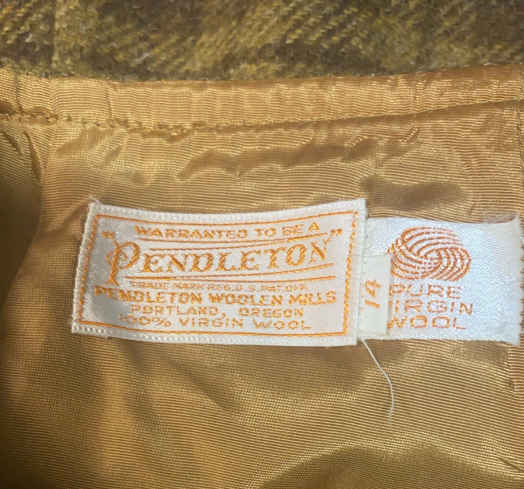 WARRANTED TO BE A
"PENDLETON"
TRADE MARK REG. U.S. PAT. OFF.
PENDLETON WOOLEN MILLS
PORTLAND, OREGON
100% VIRGIN WOOL
14
PURE
VIRGIN
WOOL